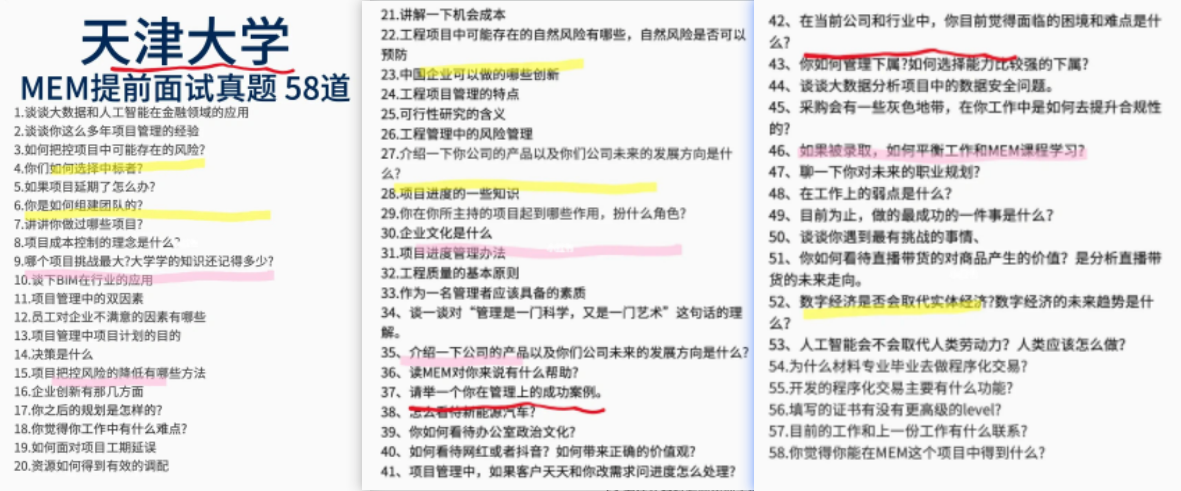 天津大学
MEM提前面试真题 58道
1.谈谈大数据和人工智能在金融领域的应用
2.谈谈你这么多年项目管理的经验
3.如何把控项目中可能存在的风险?
4.你们如何选择中标者?
5.如果项目延期了怎么办?
6.你是如何组建团队的?
7.讲讲你做过哪些项目?
8.项目成本控制的理念是什么?
9.哪个项目挑战最大?大学学的知识还记得多少?
10.谈下BIM在行业的应用
11.项目管理中的双因素
12.员工对企业不满意的因素有哪些
13.项目管理中项目计划的目的
14.决策是什么
15.项目把控风险的降低有哪些方法
16.企业创新有那几方面
17.你之后的规划是怎样的?
18.你觉得你工作中有什么难点?
19.如何面对项目工期延误
20.资源如何得到有效的调配
21.讲解一下机会成本
22.工程项目中可能存在的自然风险有哪些，自然风险是否可以
预防
23.中国企业可以做的哪些创新
24.工程项目管理的特点
25.可行性研究的含义
26.工程管理中的风险管理
27.介绍一下你公司的产品以及你们公司未来的发展方向是什
么?
28.项目进度的一些知识
29.你在你所主持的项目起到哪些作用，扮什么角色?
30.企业文化是什么
31.项目进度管理办法
32.工程质量的基本原则
33.作为一名管理者应该具备的素质
34、谈一谈对“管理是一门科学，又是一门艺术”这句话的理
解。
35、介绍一下公司的产品以及你们公司未来的发展方向是什么?
36、读MEM对你来说有什么帮助?
37、请举一个你在管理上的成功案例。
38、怎么看待新能源汽车?
39、你如何看待办公室政治文化?
40、如何看待网红或者抖音？如何带来正确的价值观?
41、项目管理中，如果客户天天和你改需求问进度怎么处理?
42、在当前公司和行业中，你目前觉得面临的困境和难点是什
么?
43、你如何管理下属?如何选择能力比较强的下属?
44、谈谈大数据分析项目中的数据安全问题。
45、采购会有一些灰色地带，在你工作中是如何去提升合规性
的?
46、如果被录取，如何平衡工作和MEM课程学习?
47、聊一下你对未来的职业规划?
48、在工作上的弱点是什么?
49、目前为止，做的最成功的一件事是什么?
50、谈谈你遇到最有挑战的事情、
51、你如何看待直播带货的对商品产生的价值？是分析直播带
货的未来走向。
52、数字经济是否会取代实体经济?数字经济的未来趋势是什
么?
53、人工智能会不会取代人类劳动力？人类应该怎么做?
54.为什么材料专业毕业去做程序化交易?
55.开发的程序化交易主要有什么功能?
56.填写的证书有没有更高级的level?
57.目前的工作和上一份工作有什么联系?
58.你觉得你能在MEM这个项目中得到什么?